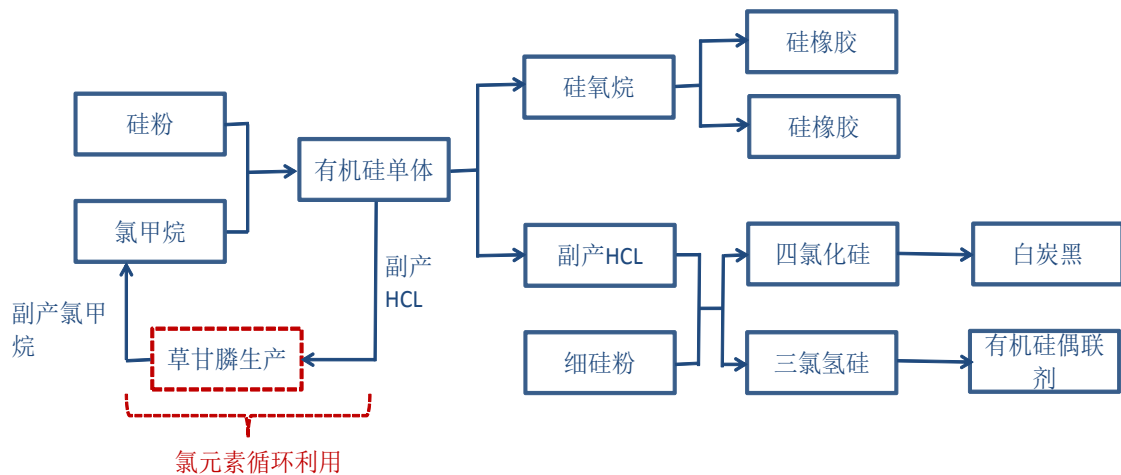 硅橡胶
硅氧烷
硅粉
硅橡胶
有机硅单体
氯甲烷
副产HCL
四氯化硅
白炭黑
副产
HCL
副产氯甲
烷
草甘膦生产
细硅粉
三氯氢硅
有机硅偶联
剂
氯元素循环利用